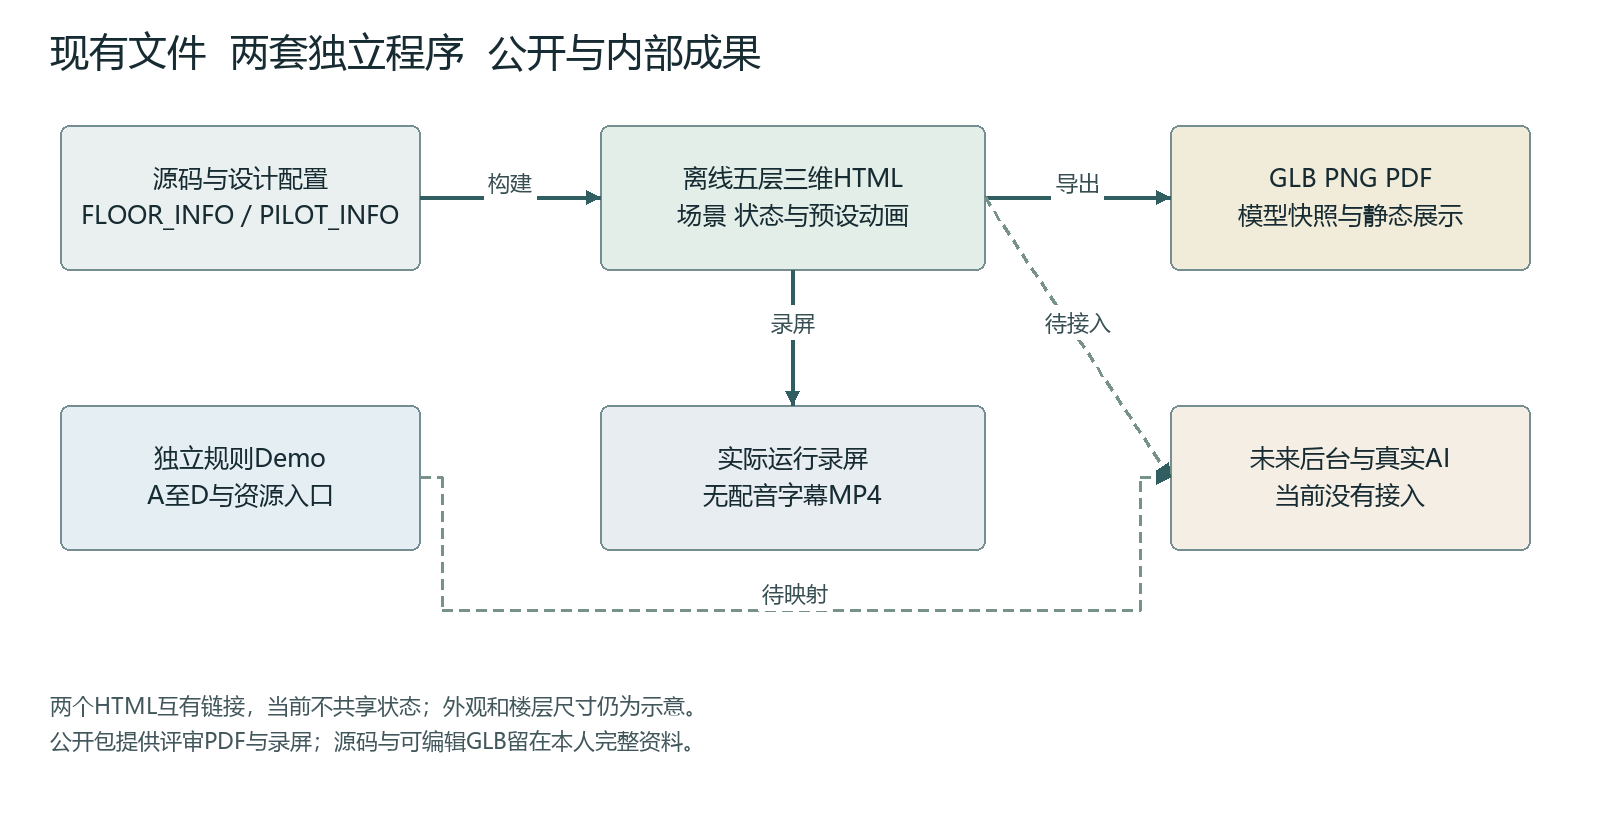 现有文件 两套独立程序 公开与内部成果
源码与设计配置
FLOOR_INFO / PILOT_INFO
构建
离线五层三维HTML
场景 状态与预设动画
导出
GLB PNG PDF
模型快照与静态展示
录屏
待接入
独立规则Demo
A至D与资源入口
实际运行录屏
无配音字幕MP4
未来后台与真实AI
当前没有接入
待映射
两个HTML互有链接，当前不共享状态；外观和楼层尺寸仍为示意。
公开包提供评审PDF与录屏；源码与可编辑GLB留在本人完整资料。